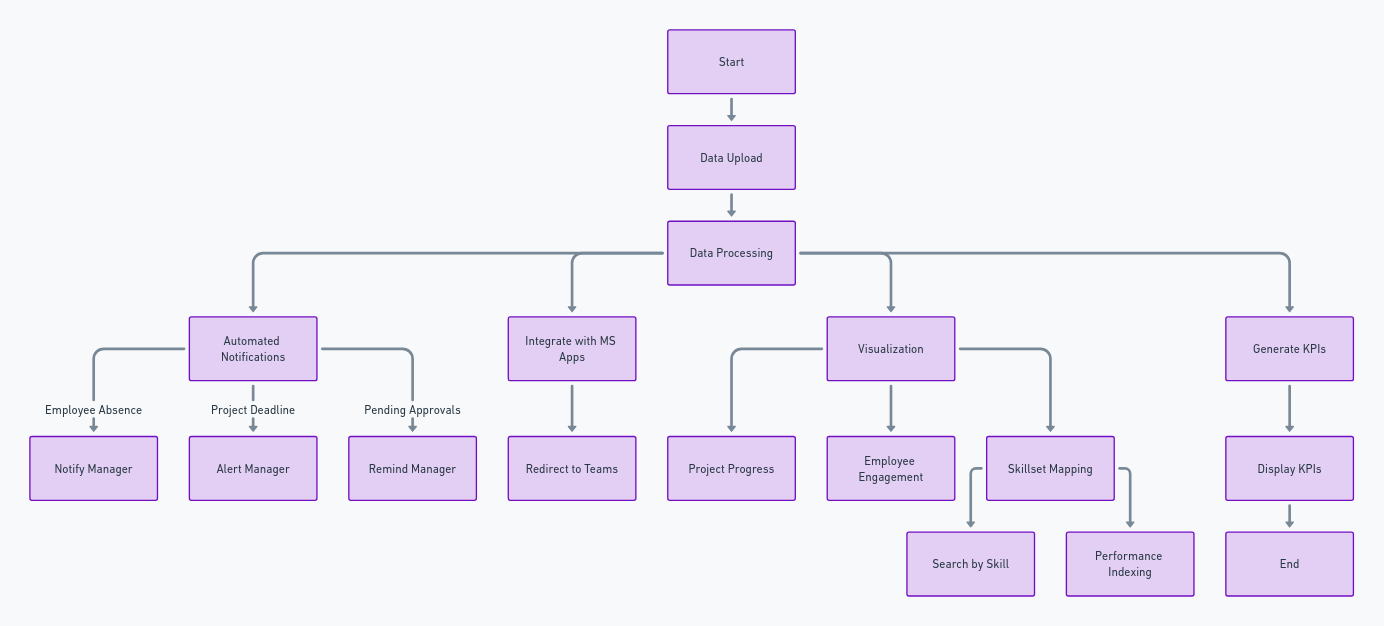 Start
Data Upload
Data Processing
Automated
Notifications
Integrate with MS
Apps
Visualization
Generate KPIs
Employee Absence
Project Deadline
Pending Approvals
Notify Manager
Alert Manager
Remind Manager
Redirect to Teams
Project Progress
Employee
Engagement
Skillset Mapping
Display KPIs
Search by Skill
Performance
Indexing
End